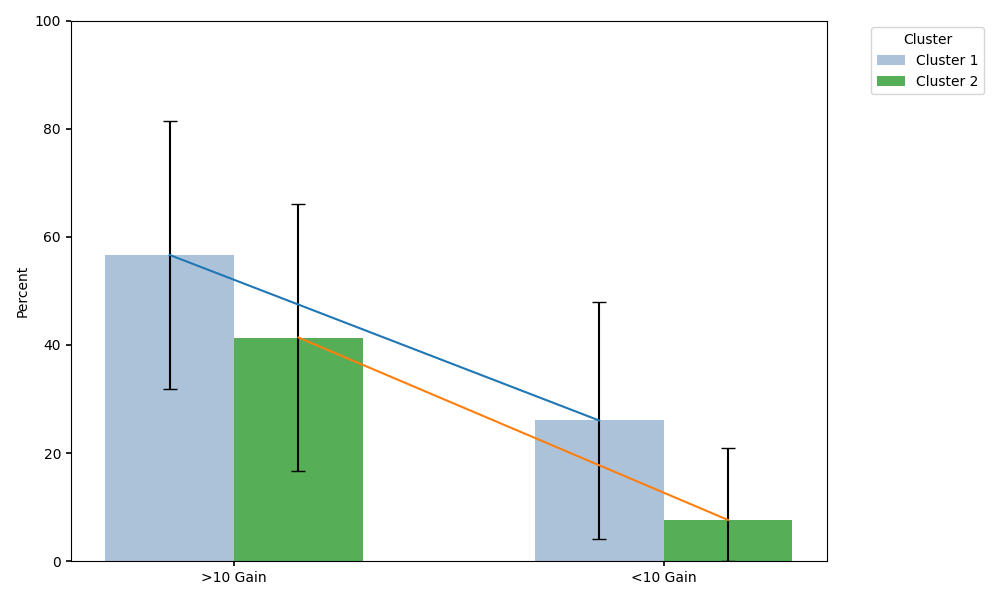 100
80
60
40
20
0
Percent
>10 Gain
<10 Gain
Cluster
Cluster 1
Cluster 2